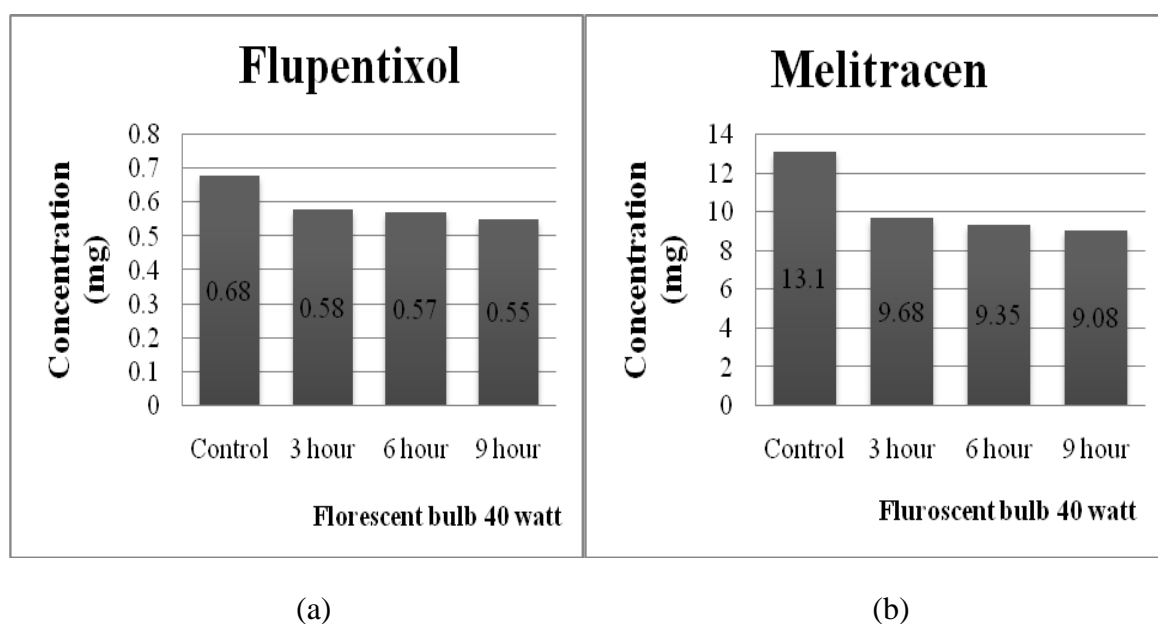 Flupentixol
Concentration
(mg)
0.8
0.7
0.6
0.5
0.4
0.3
0.2
0.1
0
0.68
0.58
0.57
0.55
Control
3 hour
6 hour
9 hour
Florescent bulb 40 watt
(a)
Melitracen
Concentration
(mg)
14
12
10
8
6
4
2
0
13.1
9.68
9.35
9.08
Control
3 hour
6 hour
9 hour
Fluroscent bulb 40 watt
(b)